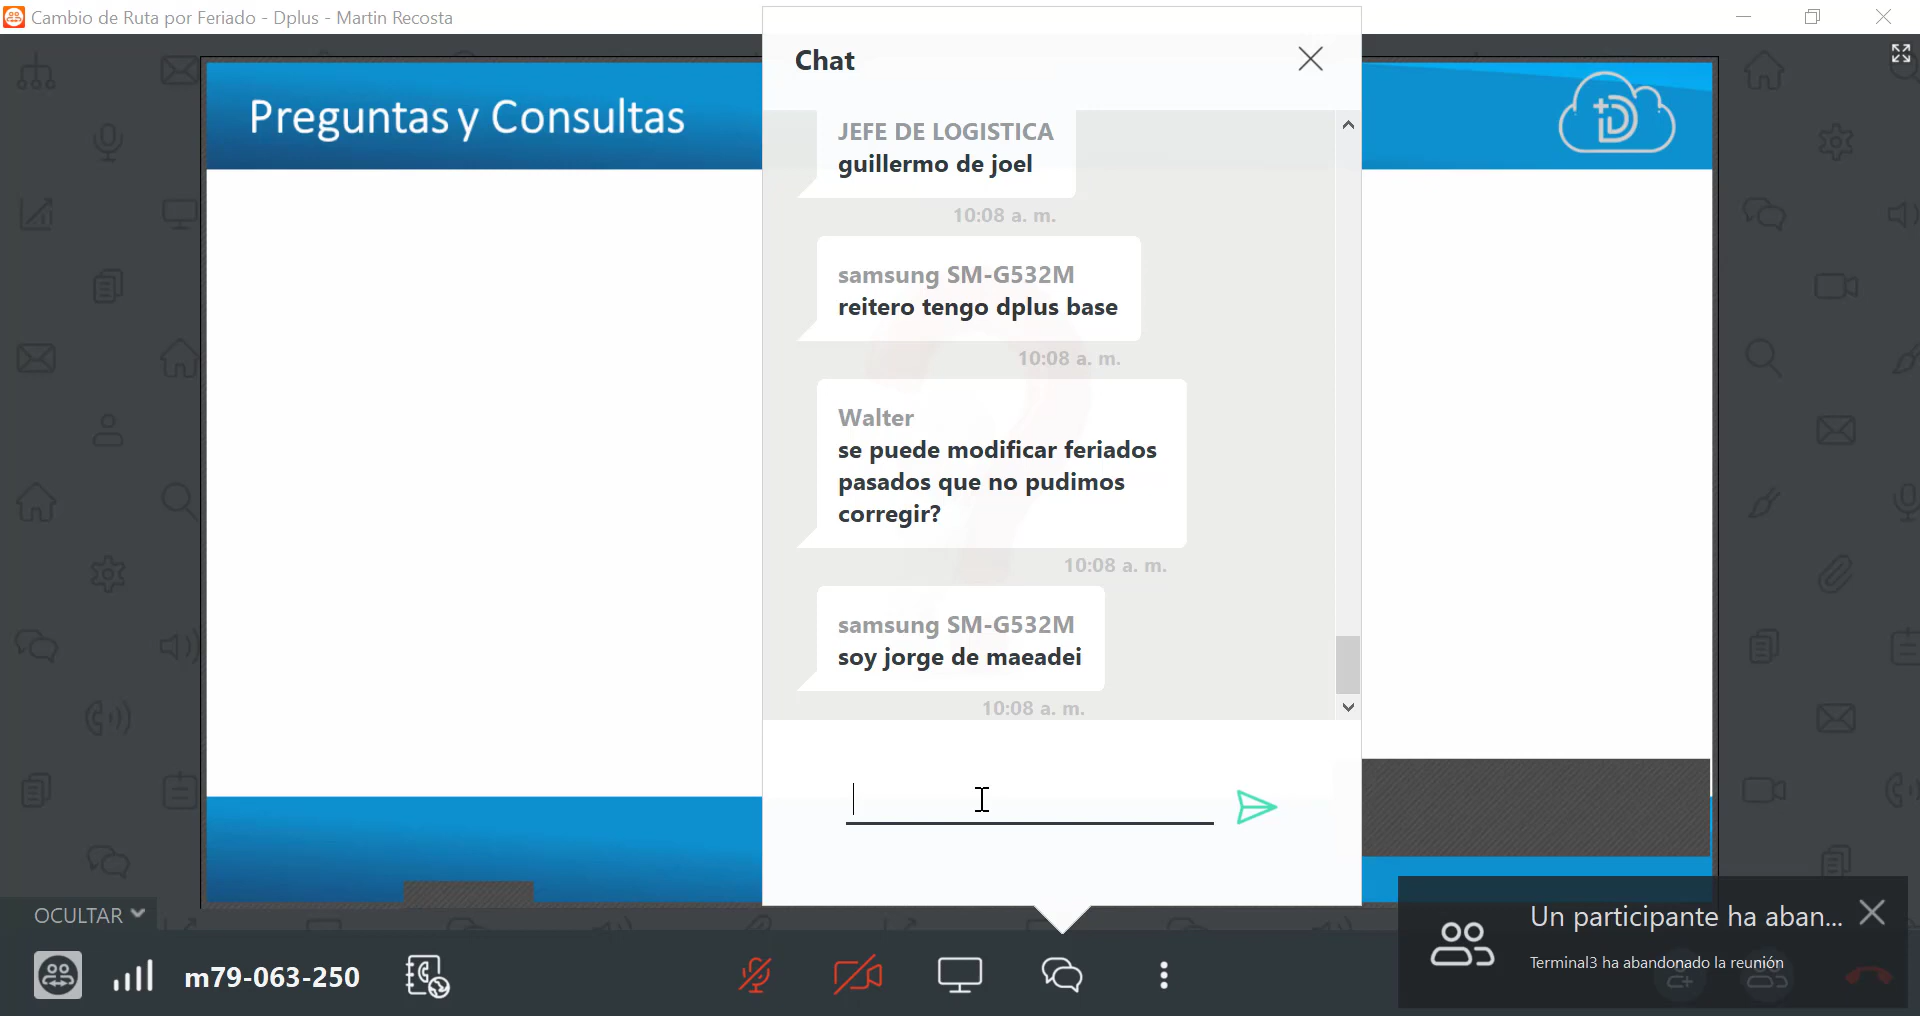 Cambio de Ruta por Feriado - Dplus - Martin Recosta
Preguntas y Consultas
D
Chat
JEFE DE LOGISTICA
guillermo de joel
10:08 a. m.
samsung SM-G532M
reitero tengo dplus base
10:08 a. m.
Walter
se puede modificar feriados
pasados que no pudimos
corregir?
10:08 a. m.
samsung SM-G532M
soy jorge de maeadei
10:08 a. m.
OCULTAR
m79-063-250
Un participante ha aban...
Terminal3 ha abandonado la reunión